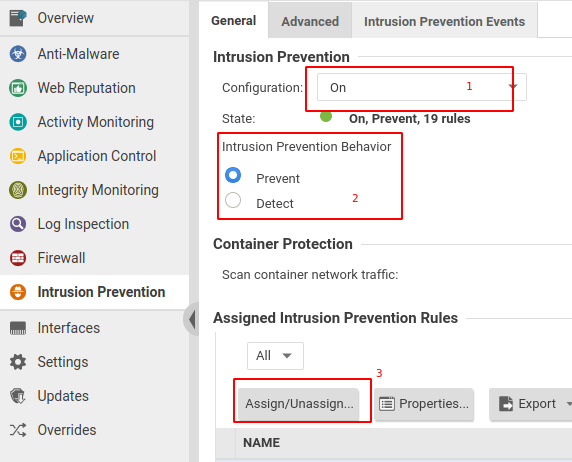 Overview
Anti-Malware
Web Reputation
Activity Monitoring
Application Control
Integrity Monitoring
Log Inspection
Firewall
Intrusion Prevention
Interfaces
Settings
Updates
Overrides
General Advanced Intrusion Prevention Events
Intrusion Prevention
Configuration: On 1
State: On, Prevent, 19 rules
Intrusion Prevention Behavior
Prevent
Detect 2
Container Protection
Scan container network traffic:
Assigned Intrusion Prevention Rules
All
3
Assign/Unassign... Properties... Export
NAME